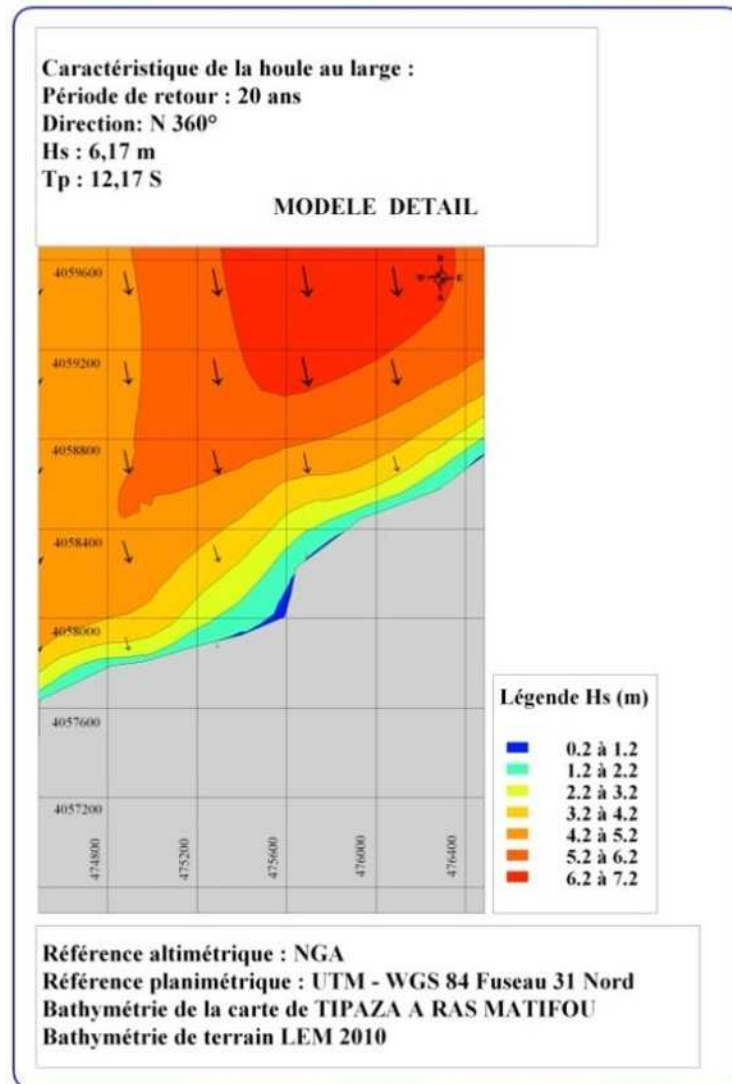 Caractéristique de la houle au large :
Période de retour : 20 ans
Direction: N 360°
Hs : 6,17 m
Tp : 12,17 S
MODELE DETAIL
4059600
4059200
4058800
4058400
4058000
4057600
4057200
474800
475200
475600
476000
476400
Légende Hs (m)
0.2 à 1.2
1.2 à 2.2
2.2 à 3.2
3.2 à 4.2
4.2 à 5.2
5.2 à 6.2
6.2 à 7.2
Référence altimétrique : NGA
Référence planimétrique : UTM - WGS 84 Fuseau 31 Nord
Bathymétrie de la carte de TIPAZA A RAS MATIFOU
Bathymétrie de terrain LEM 2010